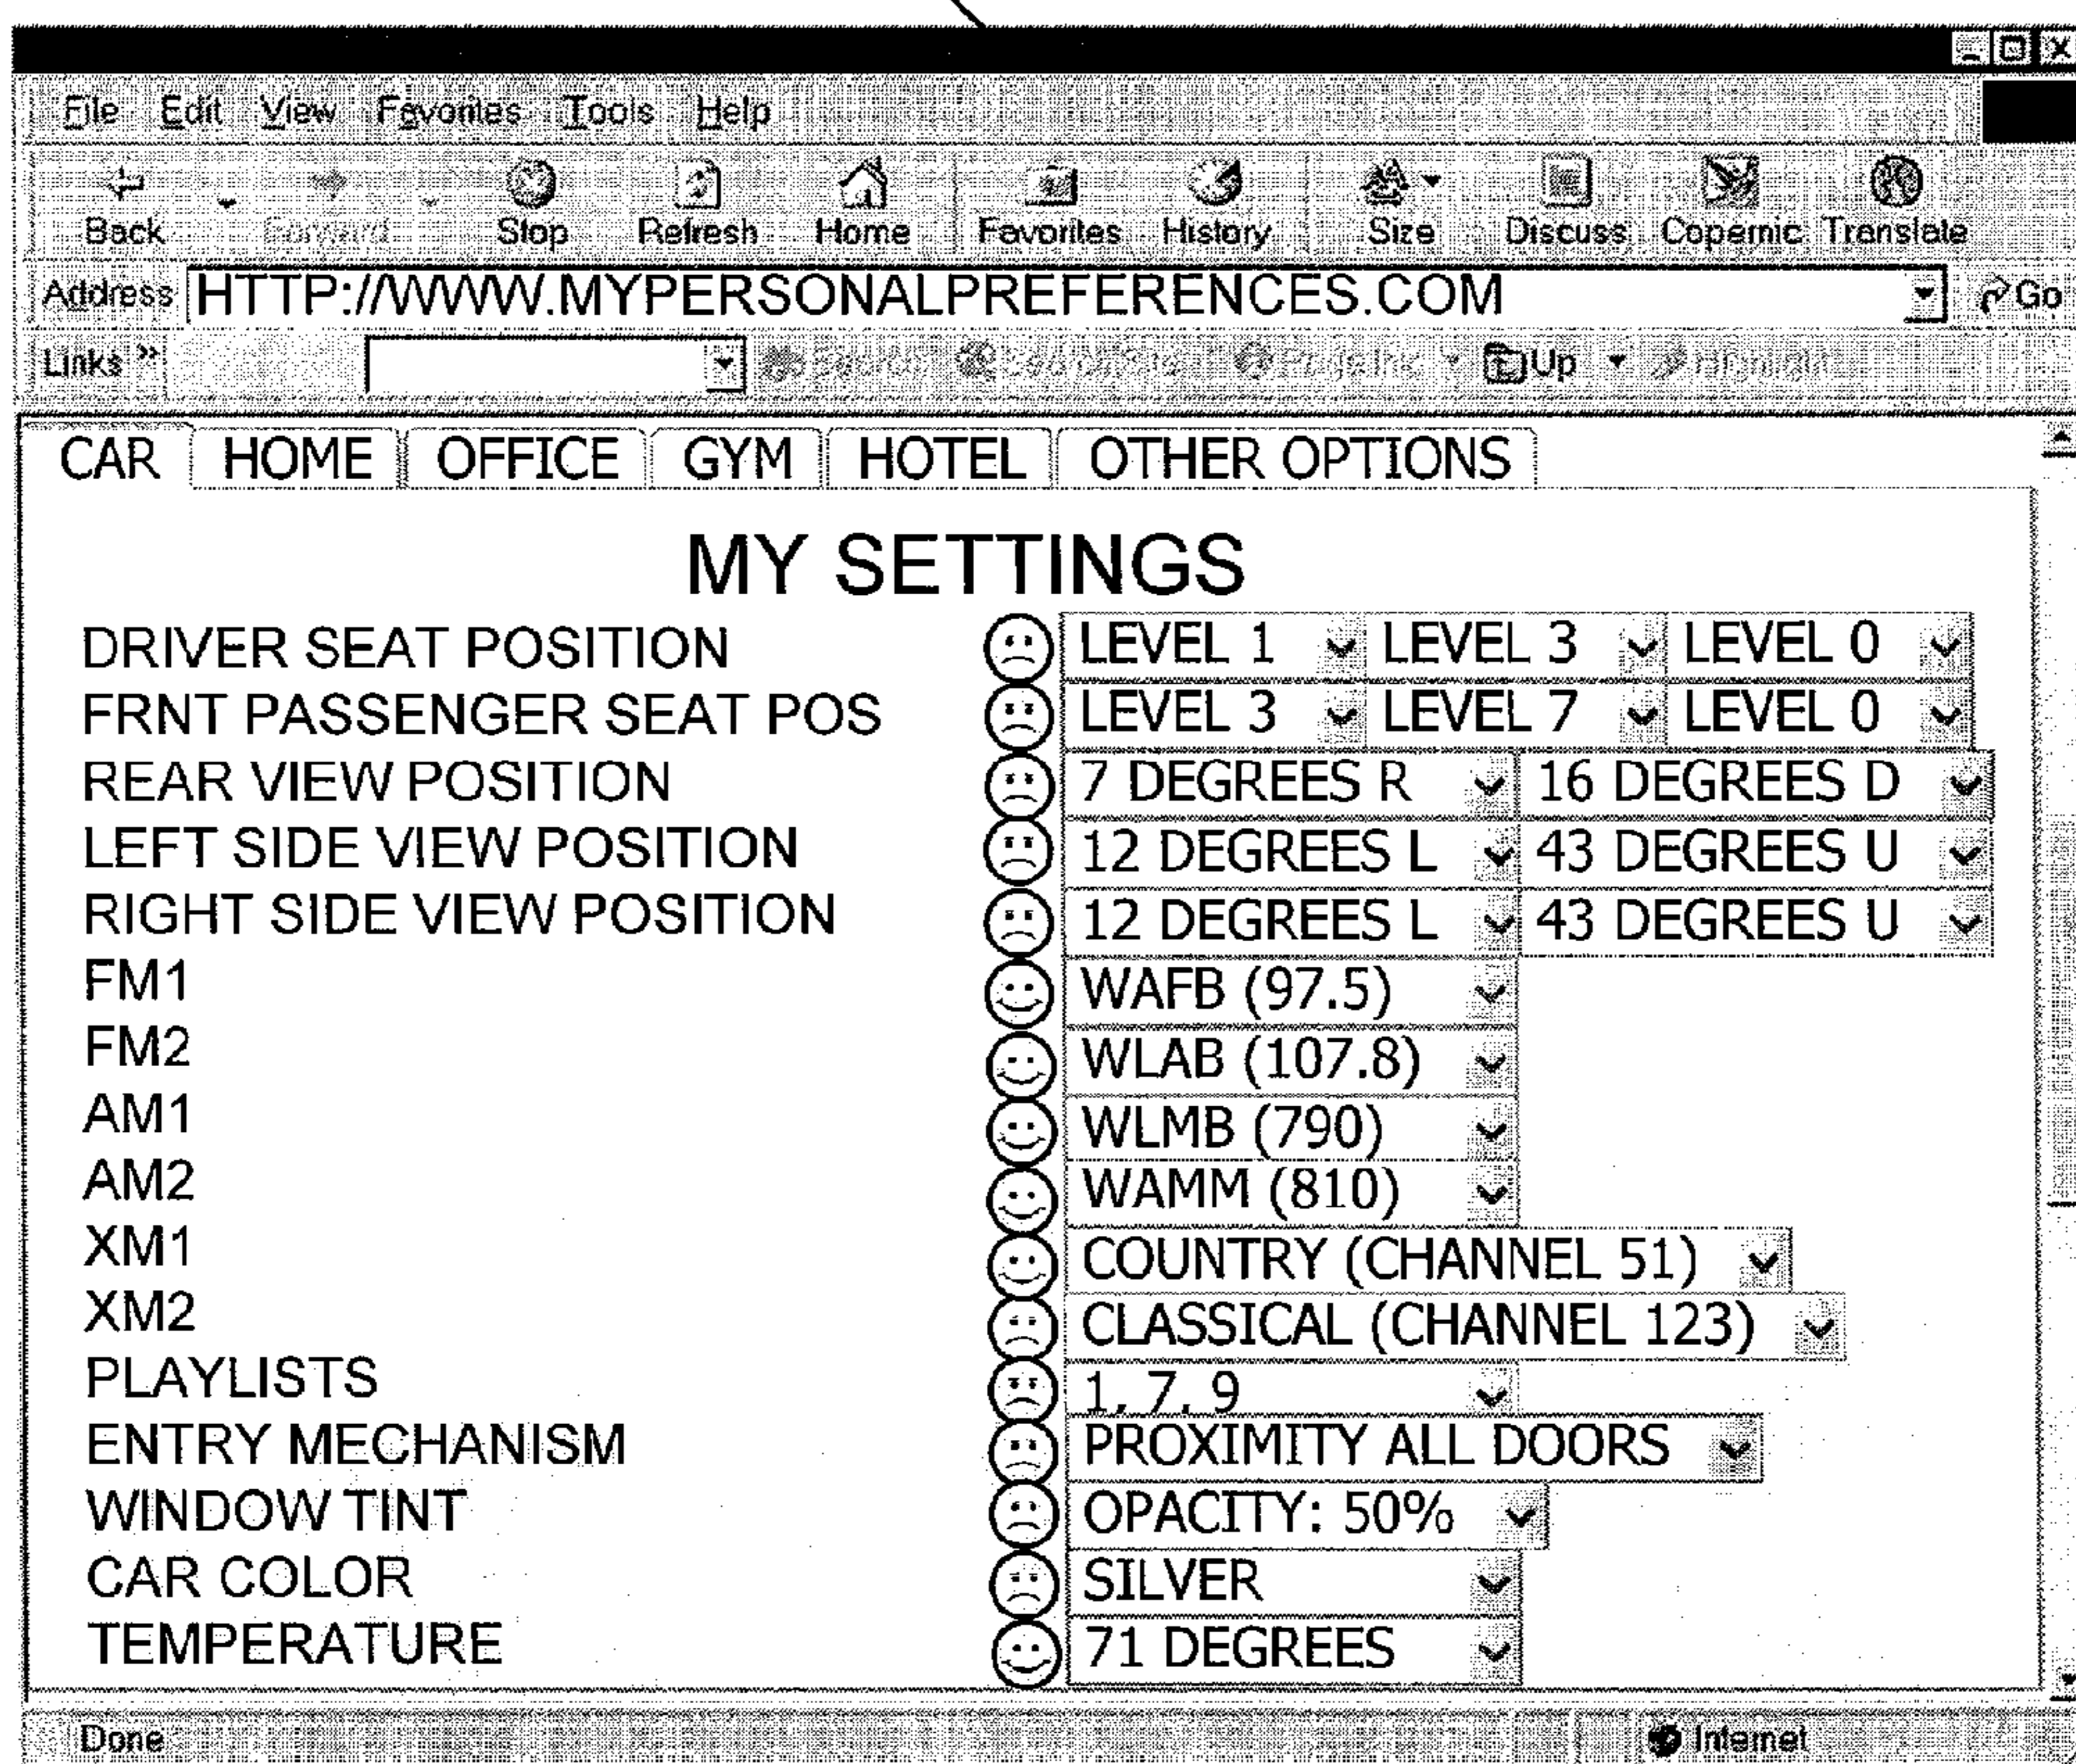 File Edit View Favorites Tools Help
Back Forward Stop Refresh Home Favorites History Size Discuss Copernic Translate
Address HTTP://WWW.MYPERSONALPREFERENCES.COM Go
Links » Up Highlight
CAR HOME OFFICE GYM HOTEL OTHER OPTIONS
MY SETTINGS
DRIVER SEAT POSITION LEVEL 1 LEVEL 3 LEVEL 0
FRNT PASSENGER SEAT POS LEVEL 3 LEVEL 7 LEVEL 0
REAR VIEW POSITION 7 DEGREES R 16 DEGREES D
LEFT SIDE VIEW POSITION 12 DEGREES L 43 DEGREES U
RIGHT SIDE VIEW POSITION 12 DEGREES L 43 DEGREES U
FM1 WAFB (97.5)
FM2 WLAB (107.8)
AM1 WLMB (790)
AM2 WAMM (810)
XM1 COUNTRY (CHANNEL 51)
XM2 CLASSICAL (CHANNEL 123)
PLAYLISTS 1, 7, 9
ENTRY MECHANISM PROXIMITY ALL DOORS
WINDOW TINT OPACITY: 50%
CAR COLOR SILVER
TEMPERATURE 71 DEGREES
Done Internet